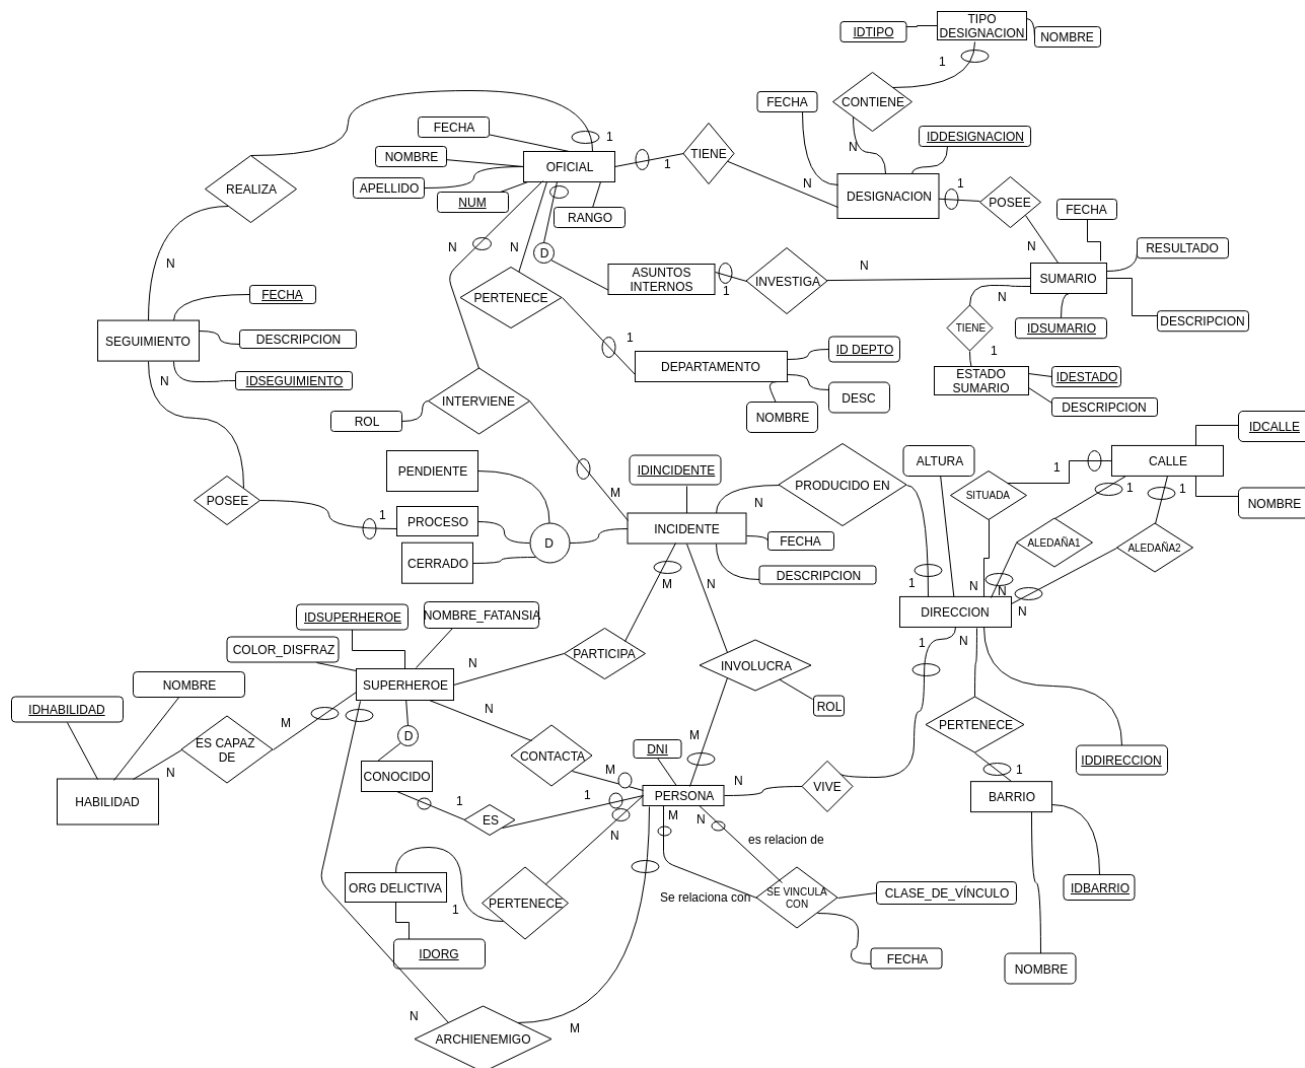 TIPO
DESIGNACION
IDTIPO
NOMBRE
1
FECHA
CONTIENE
N
IDDESIGNACION
FECHA
1
NOMBRE
OFICIAL
1
TIENE
APELLIDO
NUM
RANGO
N
DESIGNACION
1
POSEE
FECHA
REALIZA
N
N
D
N
RESULTADO
N
ASUNTOS
INTERNOS
1
INVESTIGA
N
SUMARIO
N
PERTENECE
FECHA
TIENE
IDSUMARIO
DESCRIPCION
SEGUIMIENTO
DESCRIPCION
1
1
ID DEPTO
DEPARTAMENTO
N
IDSEGUIMIENTO
ESTADO
SUMARIO
IDESTADO
DESC
DESCRIPCION
INTERVIENE
ROL
NOMBRE
IDCALLE
PENDIENTE
IDINCIDENTE
ALTURA
1
CALLE
PRODUCIDO EN
SITUADA
1
1
POSEE
M
N
NOMBRE
1
PROCESO
INCIDENTE
D
FECHA
ALEDAÑA1
ALEDAÑA2
CERRADO
DESCRIPCION
M
N
1
N
N
N
IDSUPERHEROE
NOMBRE_FATANSIA
DIRECCION
COLOR_DISFRAZ
PARTICIPA
1
N
N
INVOLUCRA
NOMBRE
SUPERHEROE
IDHABILIDAD
N
ROL
M
ES CAPAZ
DE
D
M
DNI
PERTENECE
CONTACTA
IDDIRECCION
N
CONOCIDO
M
N
VIVE
1
HABILIDAD
1
1
PERSONA
BARRIO
ES
M
N
N
es relacion de
ORG DELICTIVA
SE VINCULA
CON
CLASE_DE_VÍNCULO
IDBARRIO
Se relaciona con
1
PERTENECE
IDORG
FECHA
NOMBRE
N
M
ARCHIENEMIGO